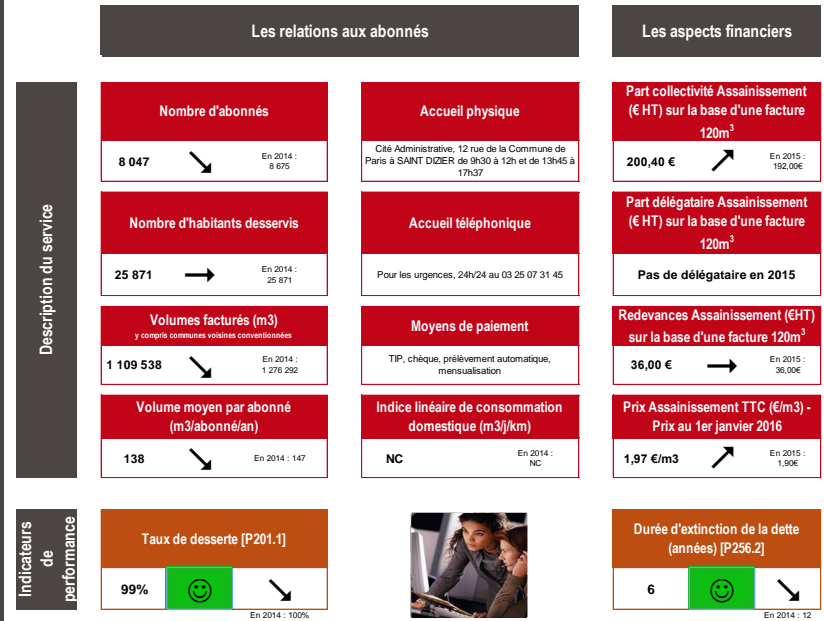 Les relations aux abonnés
Les aspects financiers
Description du service
Nombre d'abonnés
8 047
En 2014 :
8 675
Accueil physique
Cité Administrative, 12 rue de la Commune de
Paris à SAINT DIZIER de 9h30 à 12h et de 13h45 à
17h37
Part collectivité Assainissement
(€ HT) sur la base d'une facture
120m³
200,40 €
En 2015 :
192,00€
Nombre d'habitants desservis
25 871
En 2014 :
25 871
Accueil téléphonique
Pour les urgences, 24h/24 au 03 25 07 31 45
Part délégataire Assainissement
(€ HT) sur la base d'une facture
120m³
Pas de délégataire en 2015
Volumes facturés (m3)
y compris communes voisines conventionnées
1 109 538
En 2014 :
1 276 292
Moyens de paiement
TIP, chèque, prélèvement automatique,
mensualisation
Redevances Assainissement (€HT)
sur la base d'une facture 120m³
36,00 €
En 2015 :
36,00€
Volume moyen par abonné
(m3/abonné/an)
138
En 2014 : 147
Indice linéaire de consommation
domestique (m3/j/km)
NC
En 2014 :
NC
Prix Assainissement TTC (€/m3) -
Prix au 1er janvier 2016
1,97 €/m3
En 2015 :
1,90€
Indicateurs
de
performance
Taux de desserte [P201.1]
99%
En 2014 : 100%
Durée d'extinction de la dette
(années) [P256.2]
6
En 2014 : 12